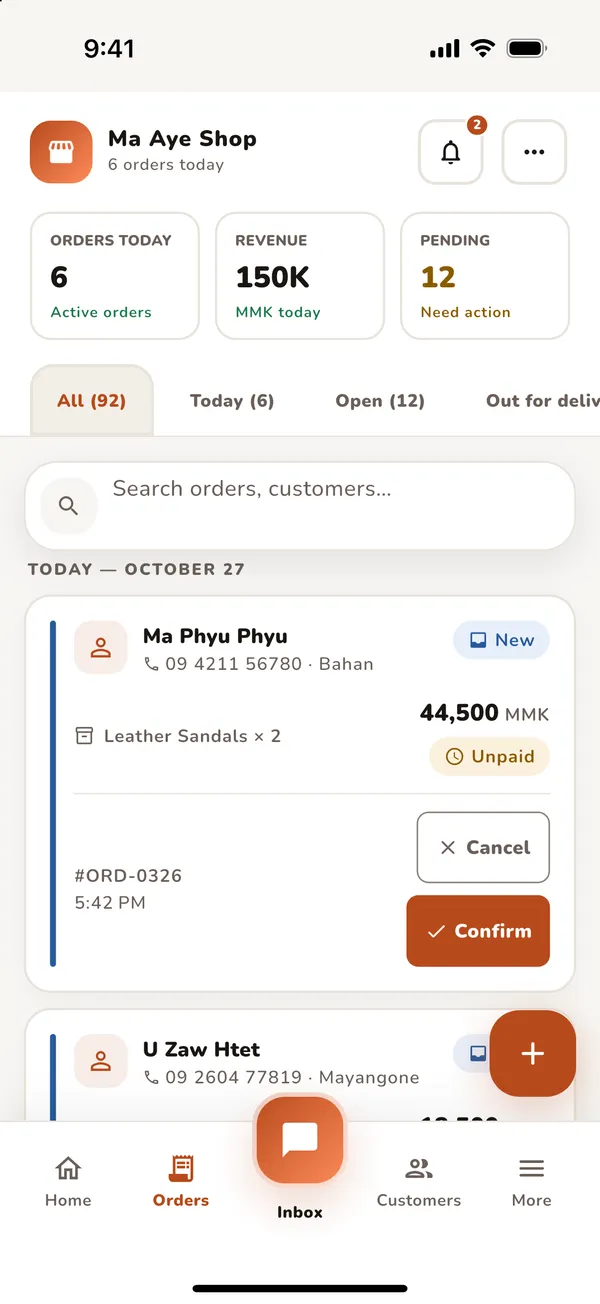 9:41
Ma Aye Shop
6 orders today
2
ORDERS TODAY
6
Active orders
REVENUE
150K
MMK today
PENDING
12
Need action
All (92)
Today (6)
Open (12)
Out for deliv
Search orders, customers...
TODAY — OCTOBER 27
Ma Phyu Phyu
09 4211 56780 · Bahan
New
Leather Sandals × 2
44,500 MMK
Unpaid
#ORD-0326
5:42 PM
Cancel
Confirm
U Zaw Htet
09 2604 77819 · Mayangone
Home
Orders
Inbox
Customers
More